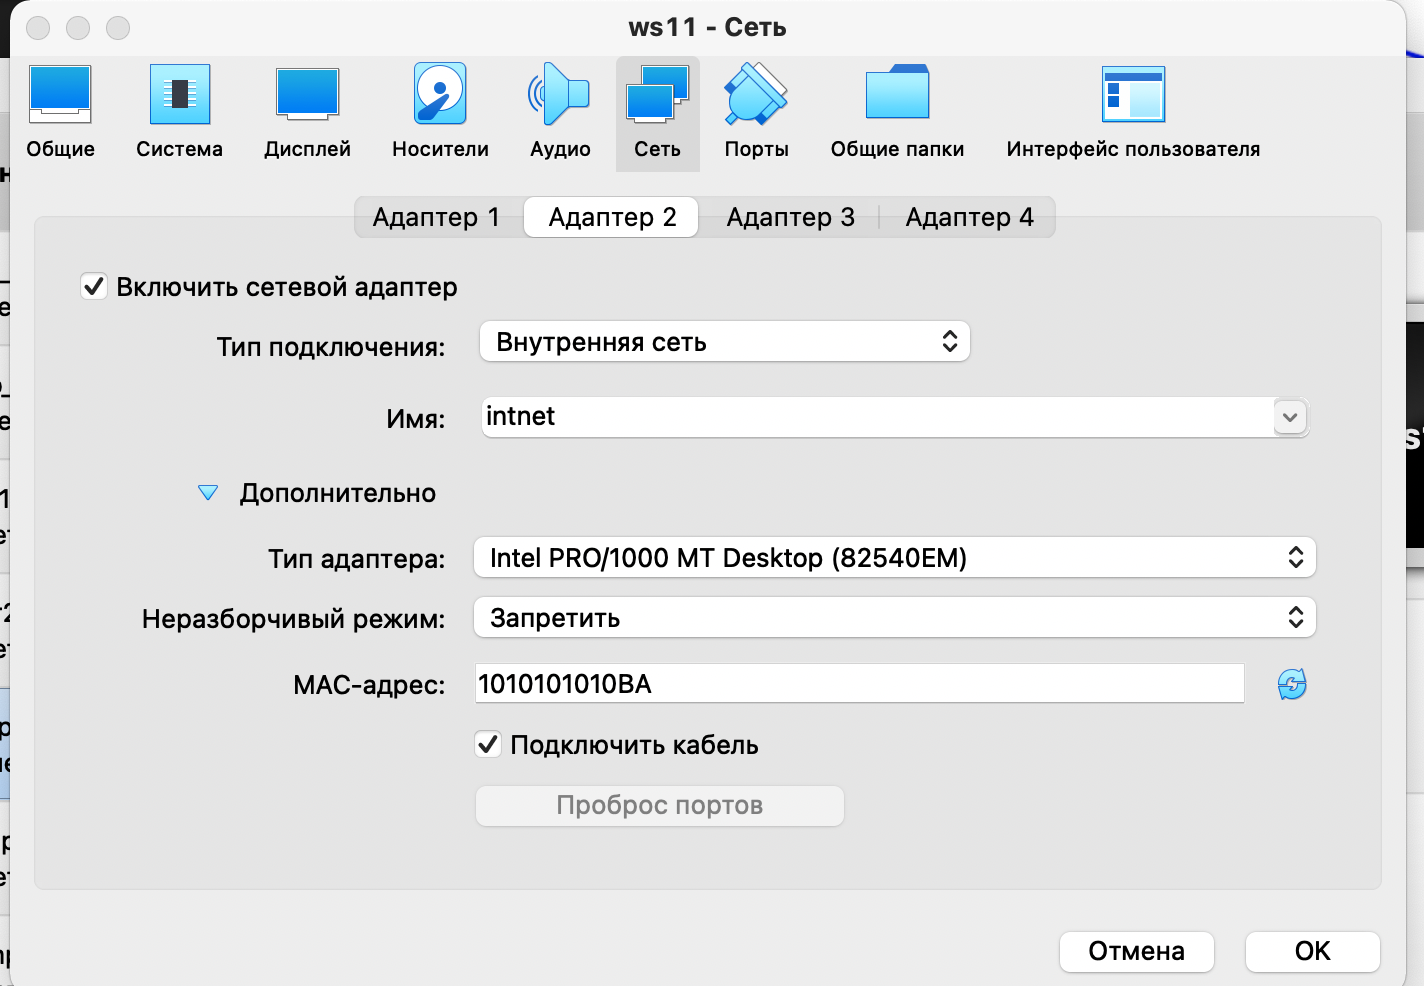 ws11 - Сеть
Общие Система Дисплей Носители Аудио Сеть Порты Общие папки Интерфейс пользователя
Адаптер 1 Адаптер 2 Адаптер 3 Адаптер 4
Включить сетевой адаптер
Тип подключения: Внутренняя сеть
Имя: intnet
Дополнительно
Тип адаптера: Intel PRO/1000 MT Desktop (82540EM)
Неразборчивый режим: Запретить
MAC-адрес: 1010101010BA
Подключить кабель
Проброс портов
Отмена OK